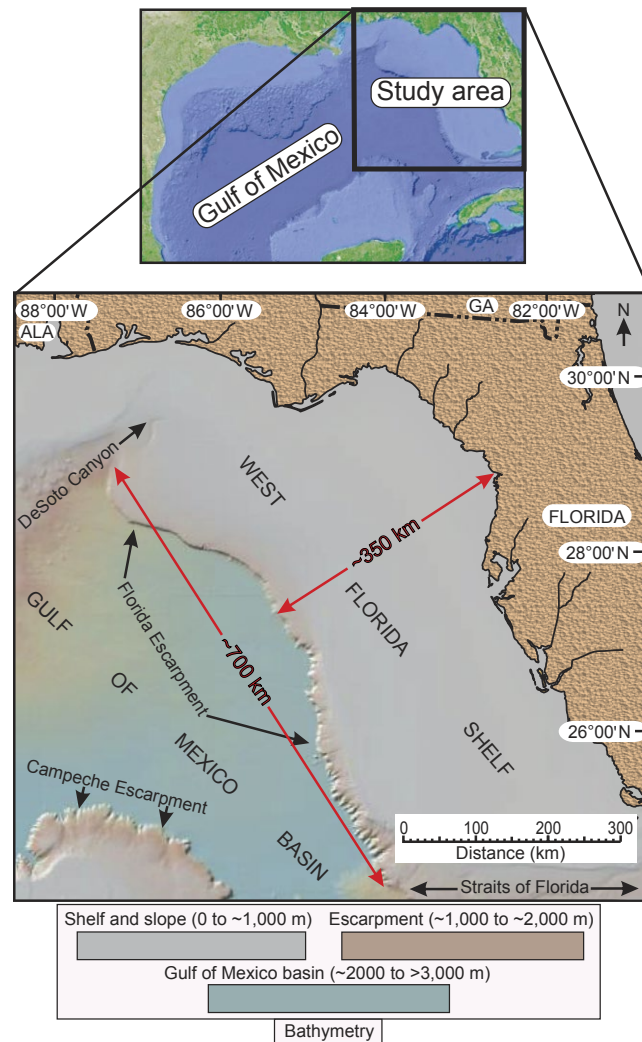 Study area
Gulf of Mexico
88°00'W
86°00'W
84°00'W
GA
82°00'W
ALA
N
30°00'N
DeSoto Canyon
WEST
FLORIDA
~350 km
28°00'N
Florida Escarpment
GULF
FLORIDA
~700 km
OF
26°00'N
SHELF
MEXICO
Campeche Escarpment
BASIN
0 100 200 300
Distance (km)
Straits of Florida
Shelf and slope (0 to ~1,000 m)
Escarpment (~1,000 to ~2,000 m)
Gulf of Mexico basin (~2000 to >3,000 m)
Bathymetry